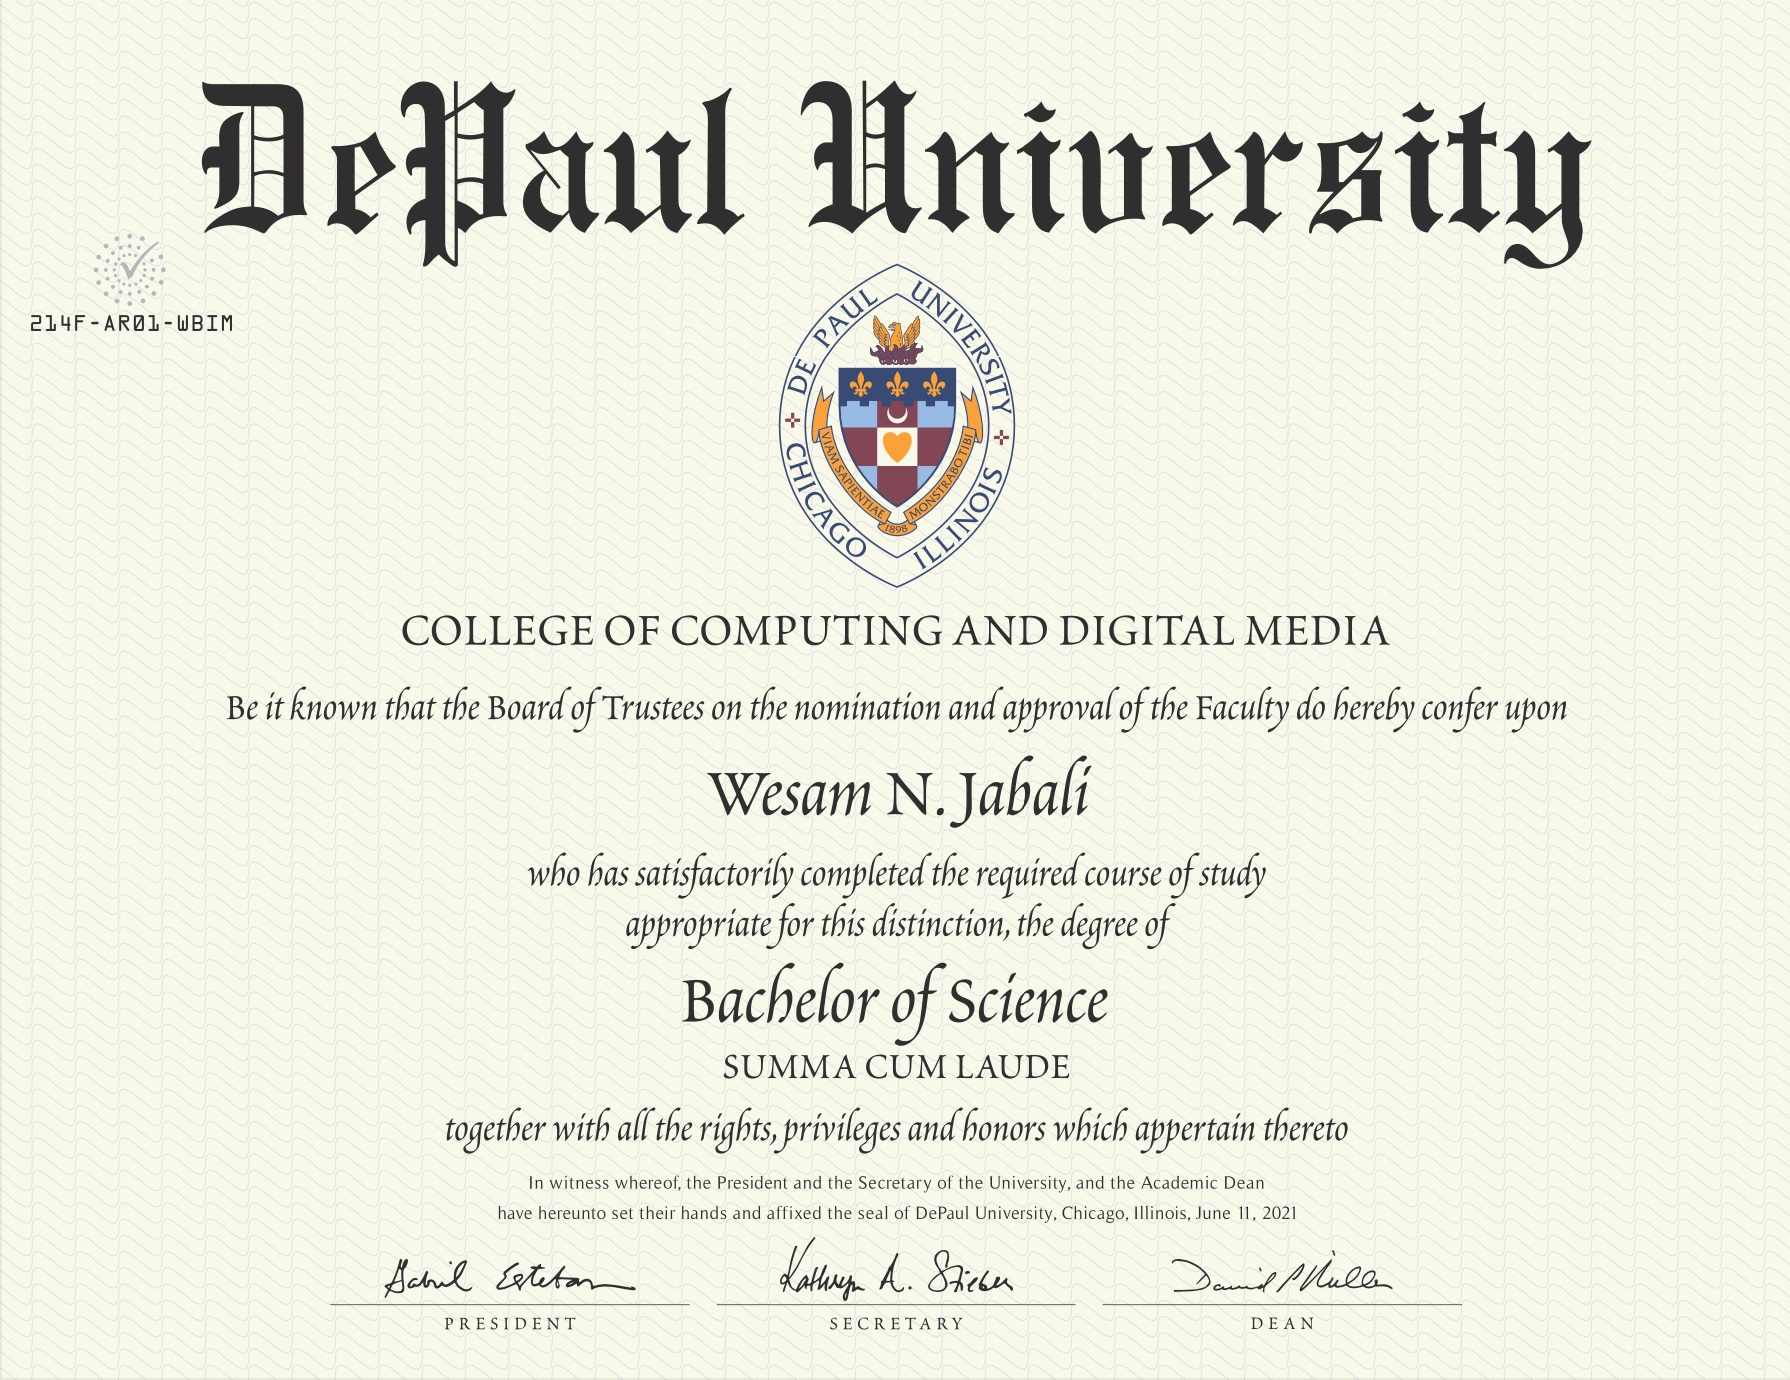 DePaul University
214F-AR01-WBIM
DE PAUL UNIVERSITY
CHICAGO ILLINOIS
VIAM SAPIENTIAE MONSTRABO TIBI
1898
COLLEGE OF COMPUTING AND DIGITAL MEDIA
Be it known that the Board of Trustees on the nomination and approval of the Faculty do hereby confer upon
Wesam N. Jabali
who has satisfactorily completed the required course of study
appropriate for this distinction, the degree of
Bachelor of Science
SUMMA CUM LAUDE
together with all the rights, privileges and honors which appertain thereto
In witness whereof, the President and the Secretary of the University, and the Academic Dean
have hereunto set their hands and affixed the seal of DePaul University, Chicago, Illinois, June 11, 2021
Gabriel Esteban Kathryn A. Stieber David P Miller
PRESIDENT SECRETARY DEAN